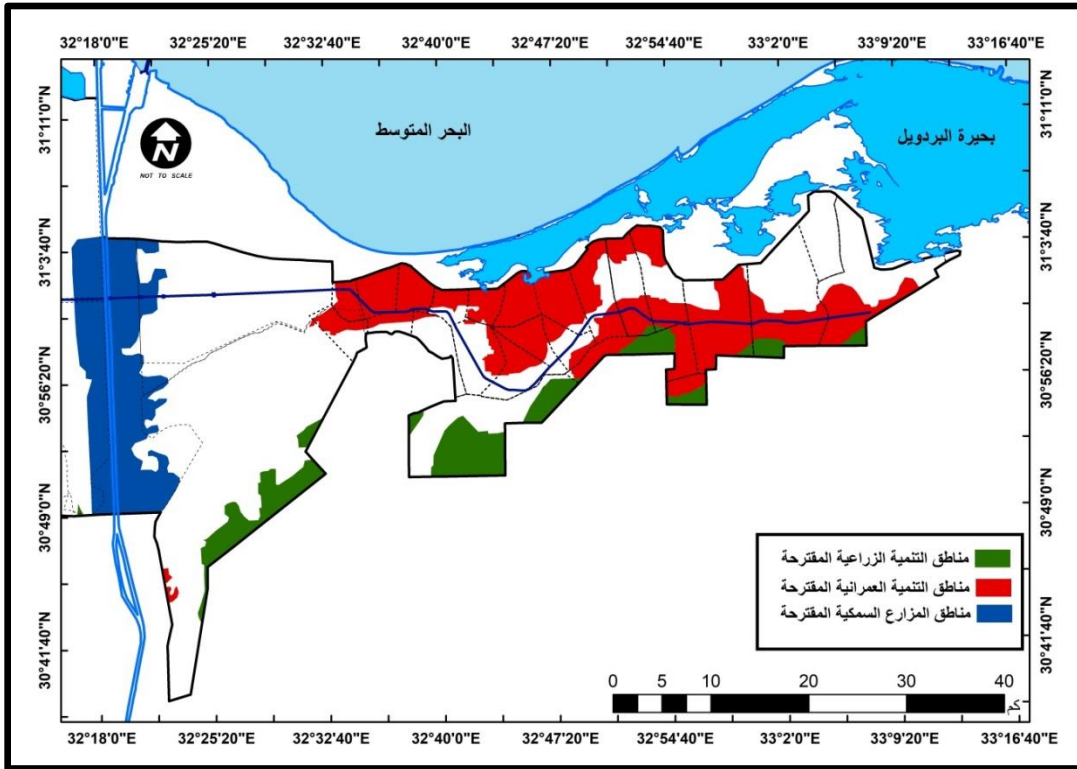 32°18'0"E 32°25'20"E 32°32'40"E 32°40'0"E 32°47'20"E 32°54'40"E 33°2'0"E 33°9'20"E 33°16'40"E
31°11'0"N 31°11'0"N
البحر المتوسط
بحيرة البردويل
N
NOT TO SCALE
31°3'40"N 31°3'40"N
30°56'20"N 30°56'20"N
30°49'0"N 30°49'0"N
مناطق التنمية الزراعية المقترحة
مناطق التنمية العمرانية المقترحة
مناطق المزارع السمكية المقترحة
30°41'40"N 30°41'40"N
0 5 10 20 30 40
كم
32°18'0"E 32°25'20"E 32°32'40"E 32°40'0"E 32°47'20"E 32°54'40"E 33°2'0"E 33°9'20"E 33°16'40"E